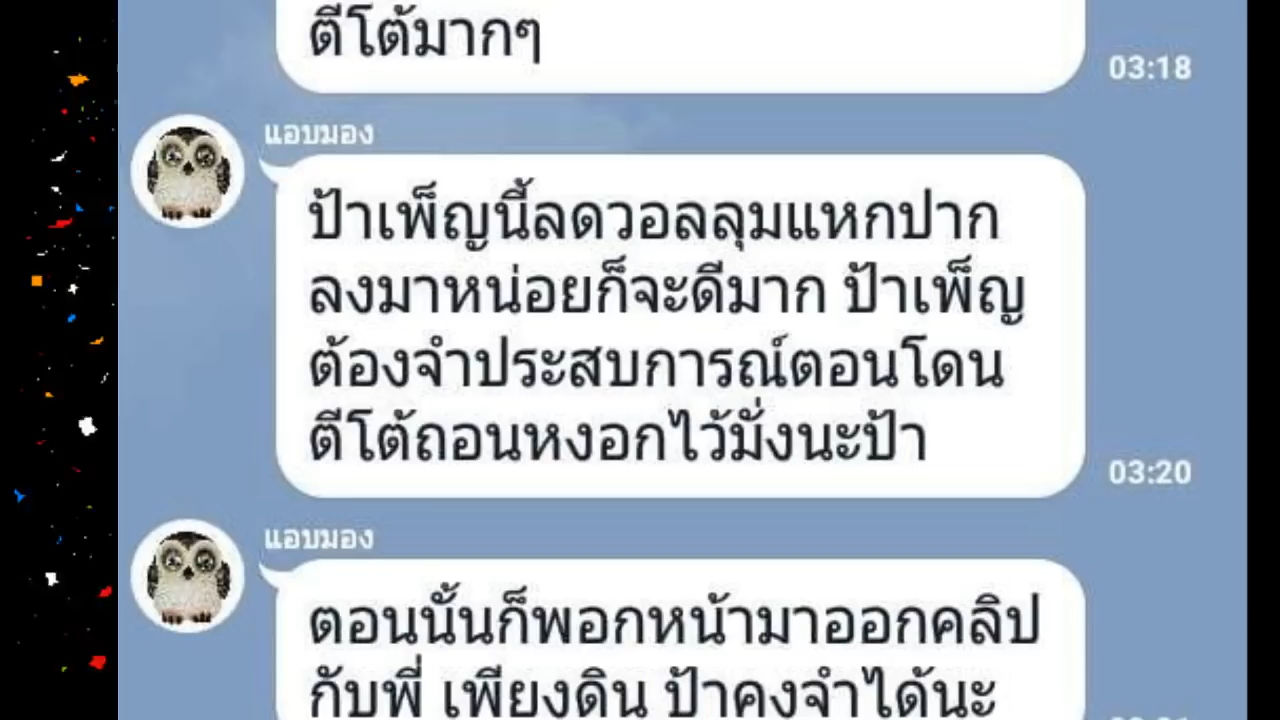 ตีโต้มากๆ
03:18
แอบมอง
ป้าเพ็ญนี้ลดวอลลุมแหกปาก
ลงมาหน่อยก็จะดีมาก ป้าเพ็ญ
ต้องจำประสบการณ์ตอนโดน
ตีโต้ถอนหงอกไว้มั่งนะป้า
03:20
แอบมอง
ตอนนั้นก็พอกหน้ามาออกคลิป
กับพี่ เพียงดิน ป้าคงจำได้นะ